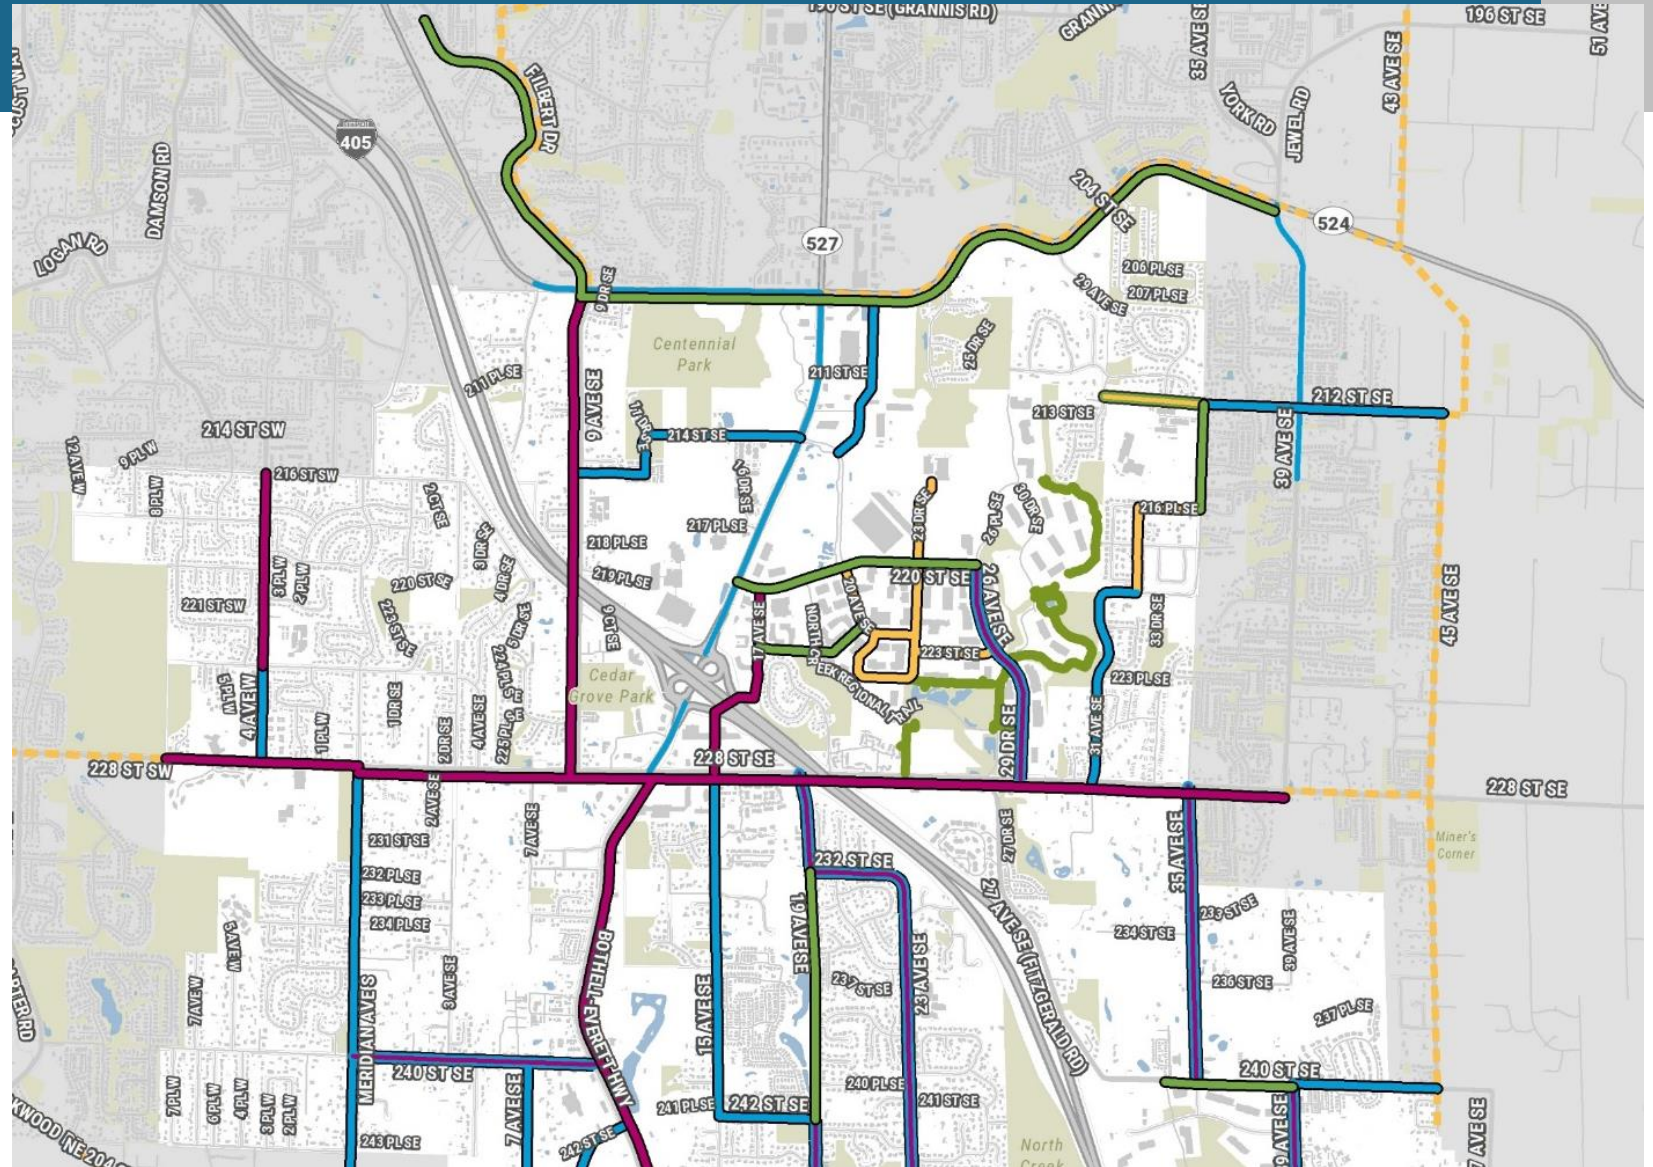 196 ST SE (GRANNIS RD)
196 ST SE
35 AVE SE
43 AVE SE
FILBERT DR
YORK RD
JEWEL RD
405
DAMSON RD
LOGAN RD
204 ST SE
524
527
206 PL SE
207 PL SE
29 AVE SE
9 DR SE
Centennial
Park
25 DR SE
211 ST SE
211 PL SE
9 AVE SE
11 DR SE
214 ST SE
213 ST SE
212 ST SE
39 AVE SE
214 ST SW
216 ST SW
12 AVE W
9 PL W
8 PL W
2 CT SE
3 DR SE
4 DR SE
16 DR SE
217 PL SE
218 PL SE
219 PL SE
23 DR SE
26 PL SE
30 DR SE
216 PL SE
220 ST SE
220 ST SE
26 AVE SE
3 PL W
2 PL W
221 ST SW
223 ST SE
5 DR SE
9 CT SE
17 AVE SE
20 AVE SE
NORTH CREEK REGIONAL TRAIL
223 ST SE
33 DR SE
223 PL SE
45 AVE SE
Cedar
Grove Park
5 PL W
4 AVE W
1 PL W
1 DR SE
2 DR SE
4 AVE SE
29 DR SE
31 AVE SE
228 ST SW
228 ST SE
228 ST SE
Miner's
Corner
2 AVE SE
7 AVE SE
231 ST SE
232 PL SE
233 PL SE
234 PL SE
232 ST SE
27 DR SE
35 AVE SE
27 AVE SE (FITZGERALD RD)
233 ST SE
234 ST SE
39 AVE SE
236 ST SE
237 PL SE
5 AVE W
7 AVE W
3 AVE SE
BOTHELL-EVERETT HWY
15 AVE SE
19 AVE SE
237 ST SE
23 AVE SE
MERIDIAN AVE S
240 ST SE
240 ST SE
240 PL SE
241 ST SE
241 PL SE
242 ST SE
7 AVE SE
7 PL W
6 PL W
4 PL W
3 PL W
2 PL W
243 PL SE
242 ST SE
North
Creek